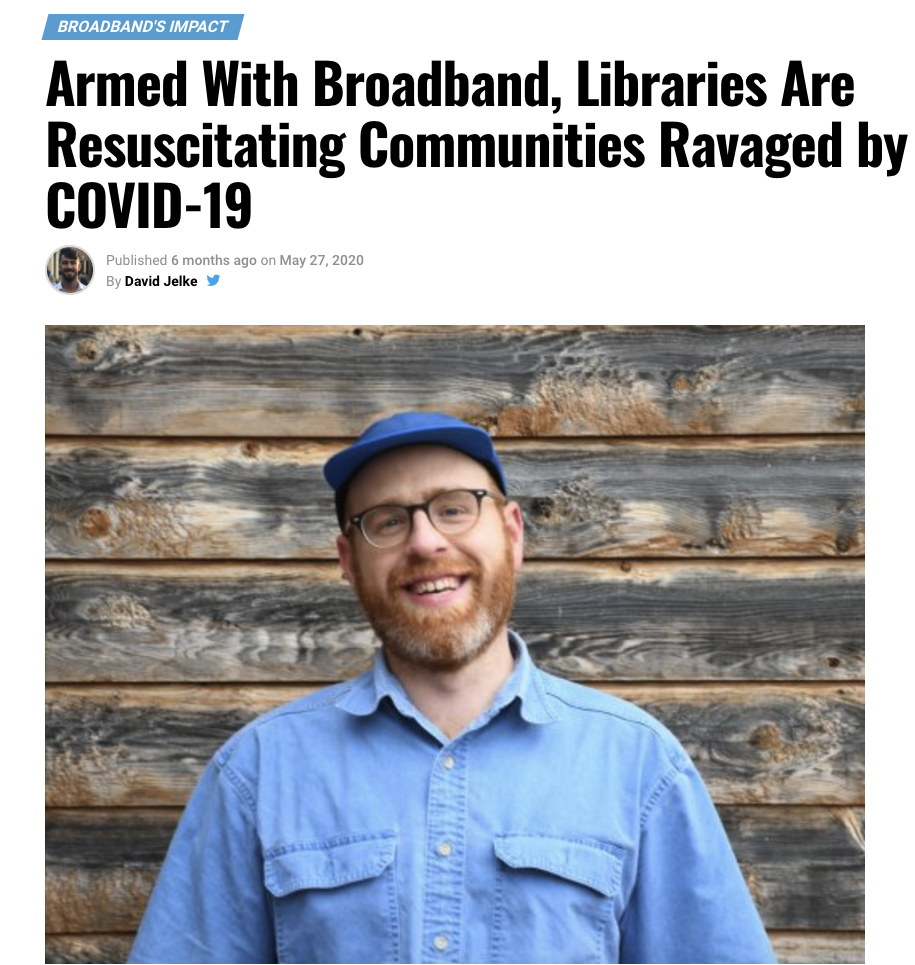 BROADBAND'S IMPACT
Armed With Broadband, Libraries Are
Resuscitating Communities Ravaged by
COVID-19
Published 6 months ago on May 27, 2020
By David Jelke